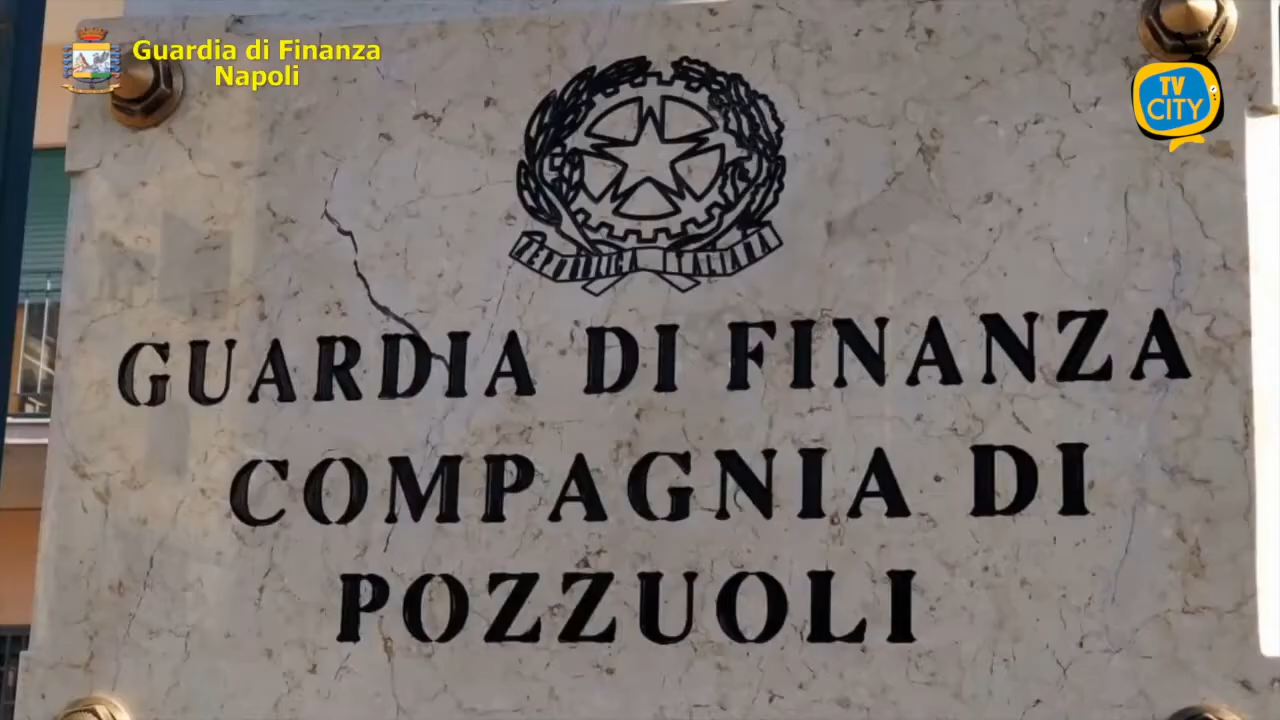 Guardia di Finanza
Napoli
TV
CITY
REPUBBLICA ITALIANA
GUARDIA DI FINANZA
COMPAGNIA DI
POZZUOLI